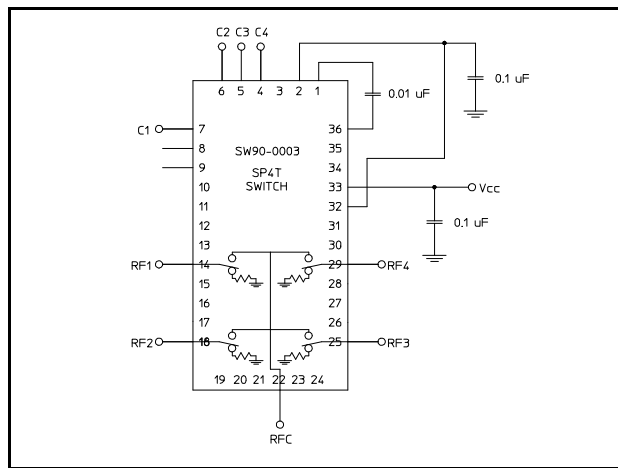 C2 C3 C4
6 5 4 3 2 1
0.1 uF
0.01 uF
C1 7 36
8 SW90-0003 35
9 SP4T 34
10 SWITCH 33 Vcc
11 32
12 31
0.1 uF
13 30
RF1 14 29 RF4
15 28
16 27
17 26
RF2 18 25 RF3
19 20 21 22 23 24
RFC